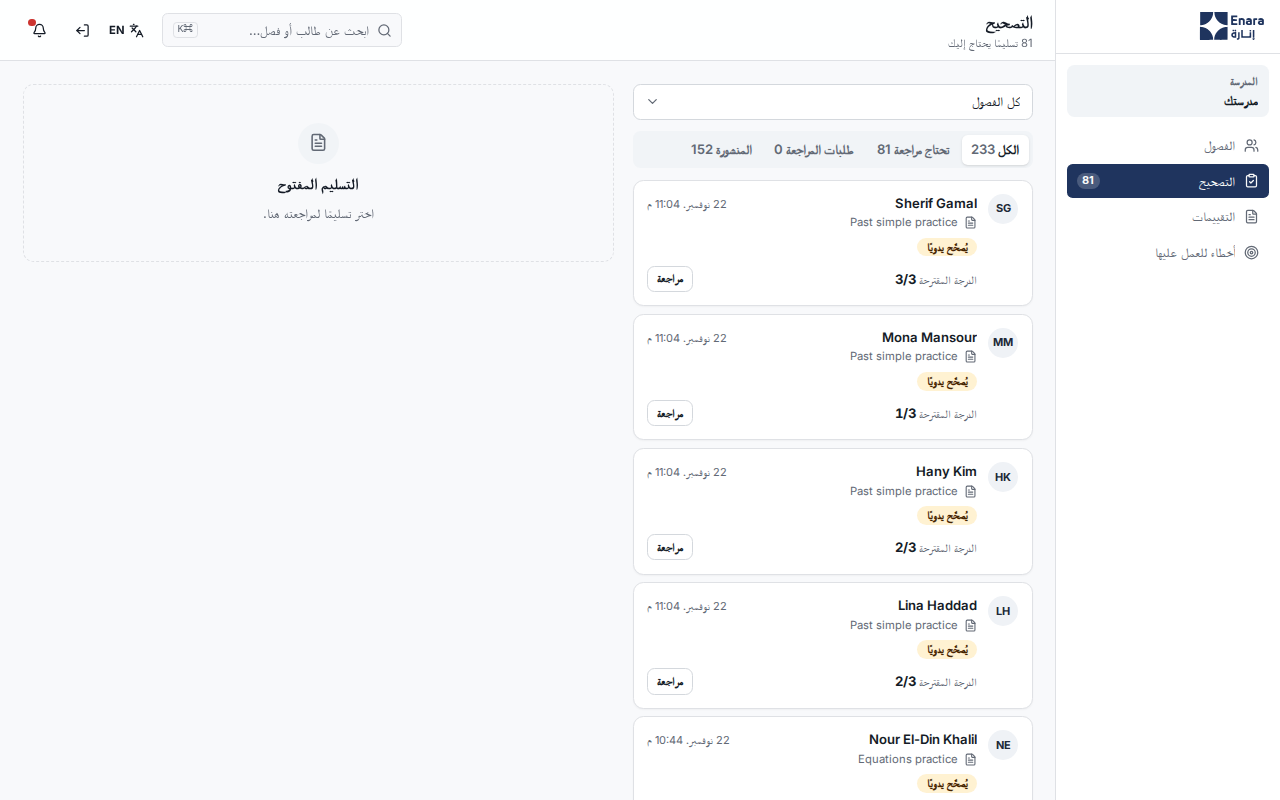 Enara
إنارة
المدرسة
مدرستك
الفصول
التصحيح 81
التقييمات
أخطاء للعمل عليها
التصحيح
81 تسليمًا يحتاج إليك
ابحث عن طالب أو فصل... ⌘K
EN
كل الفصول
الكل 233 تحتاج مراجعة 81 طلبات المراجعة 0 المنشورة 152
SG Sherif Gamal 22 نوفمبر، 11:04 م
Past simple practice
يُصحَّح يدويًا
الدرجة المقترحة 3/3 مراجعة
MM Mona Mansour 22 نوفمبر، 11:04 م
Past simple practice
يُصحَّح يدويًا
الدرجة المقترحة 1/3 مراجعة
HK Hany Kim 22 نوفمبر، 11:04 م
Past simple practice
يُصحَّح يدويًا
الدرجة المقترحة 2/3 مراجعة
LH Lina Haddad 22 نوفمبر، 11:04 م
Past simple practice
يُصحَّح يدويًا
الدرجة المقترحة 2/3 مراجعة
NE Nour El-Din Khalil 22 نوفمبر، 10:44 م
Equations practice
يُصحَّح يدويًا
التسليم المفتوح
اختر تسليمًا لمراجعته هنا.